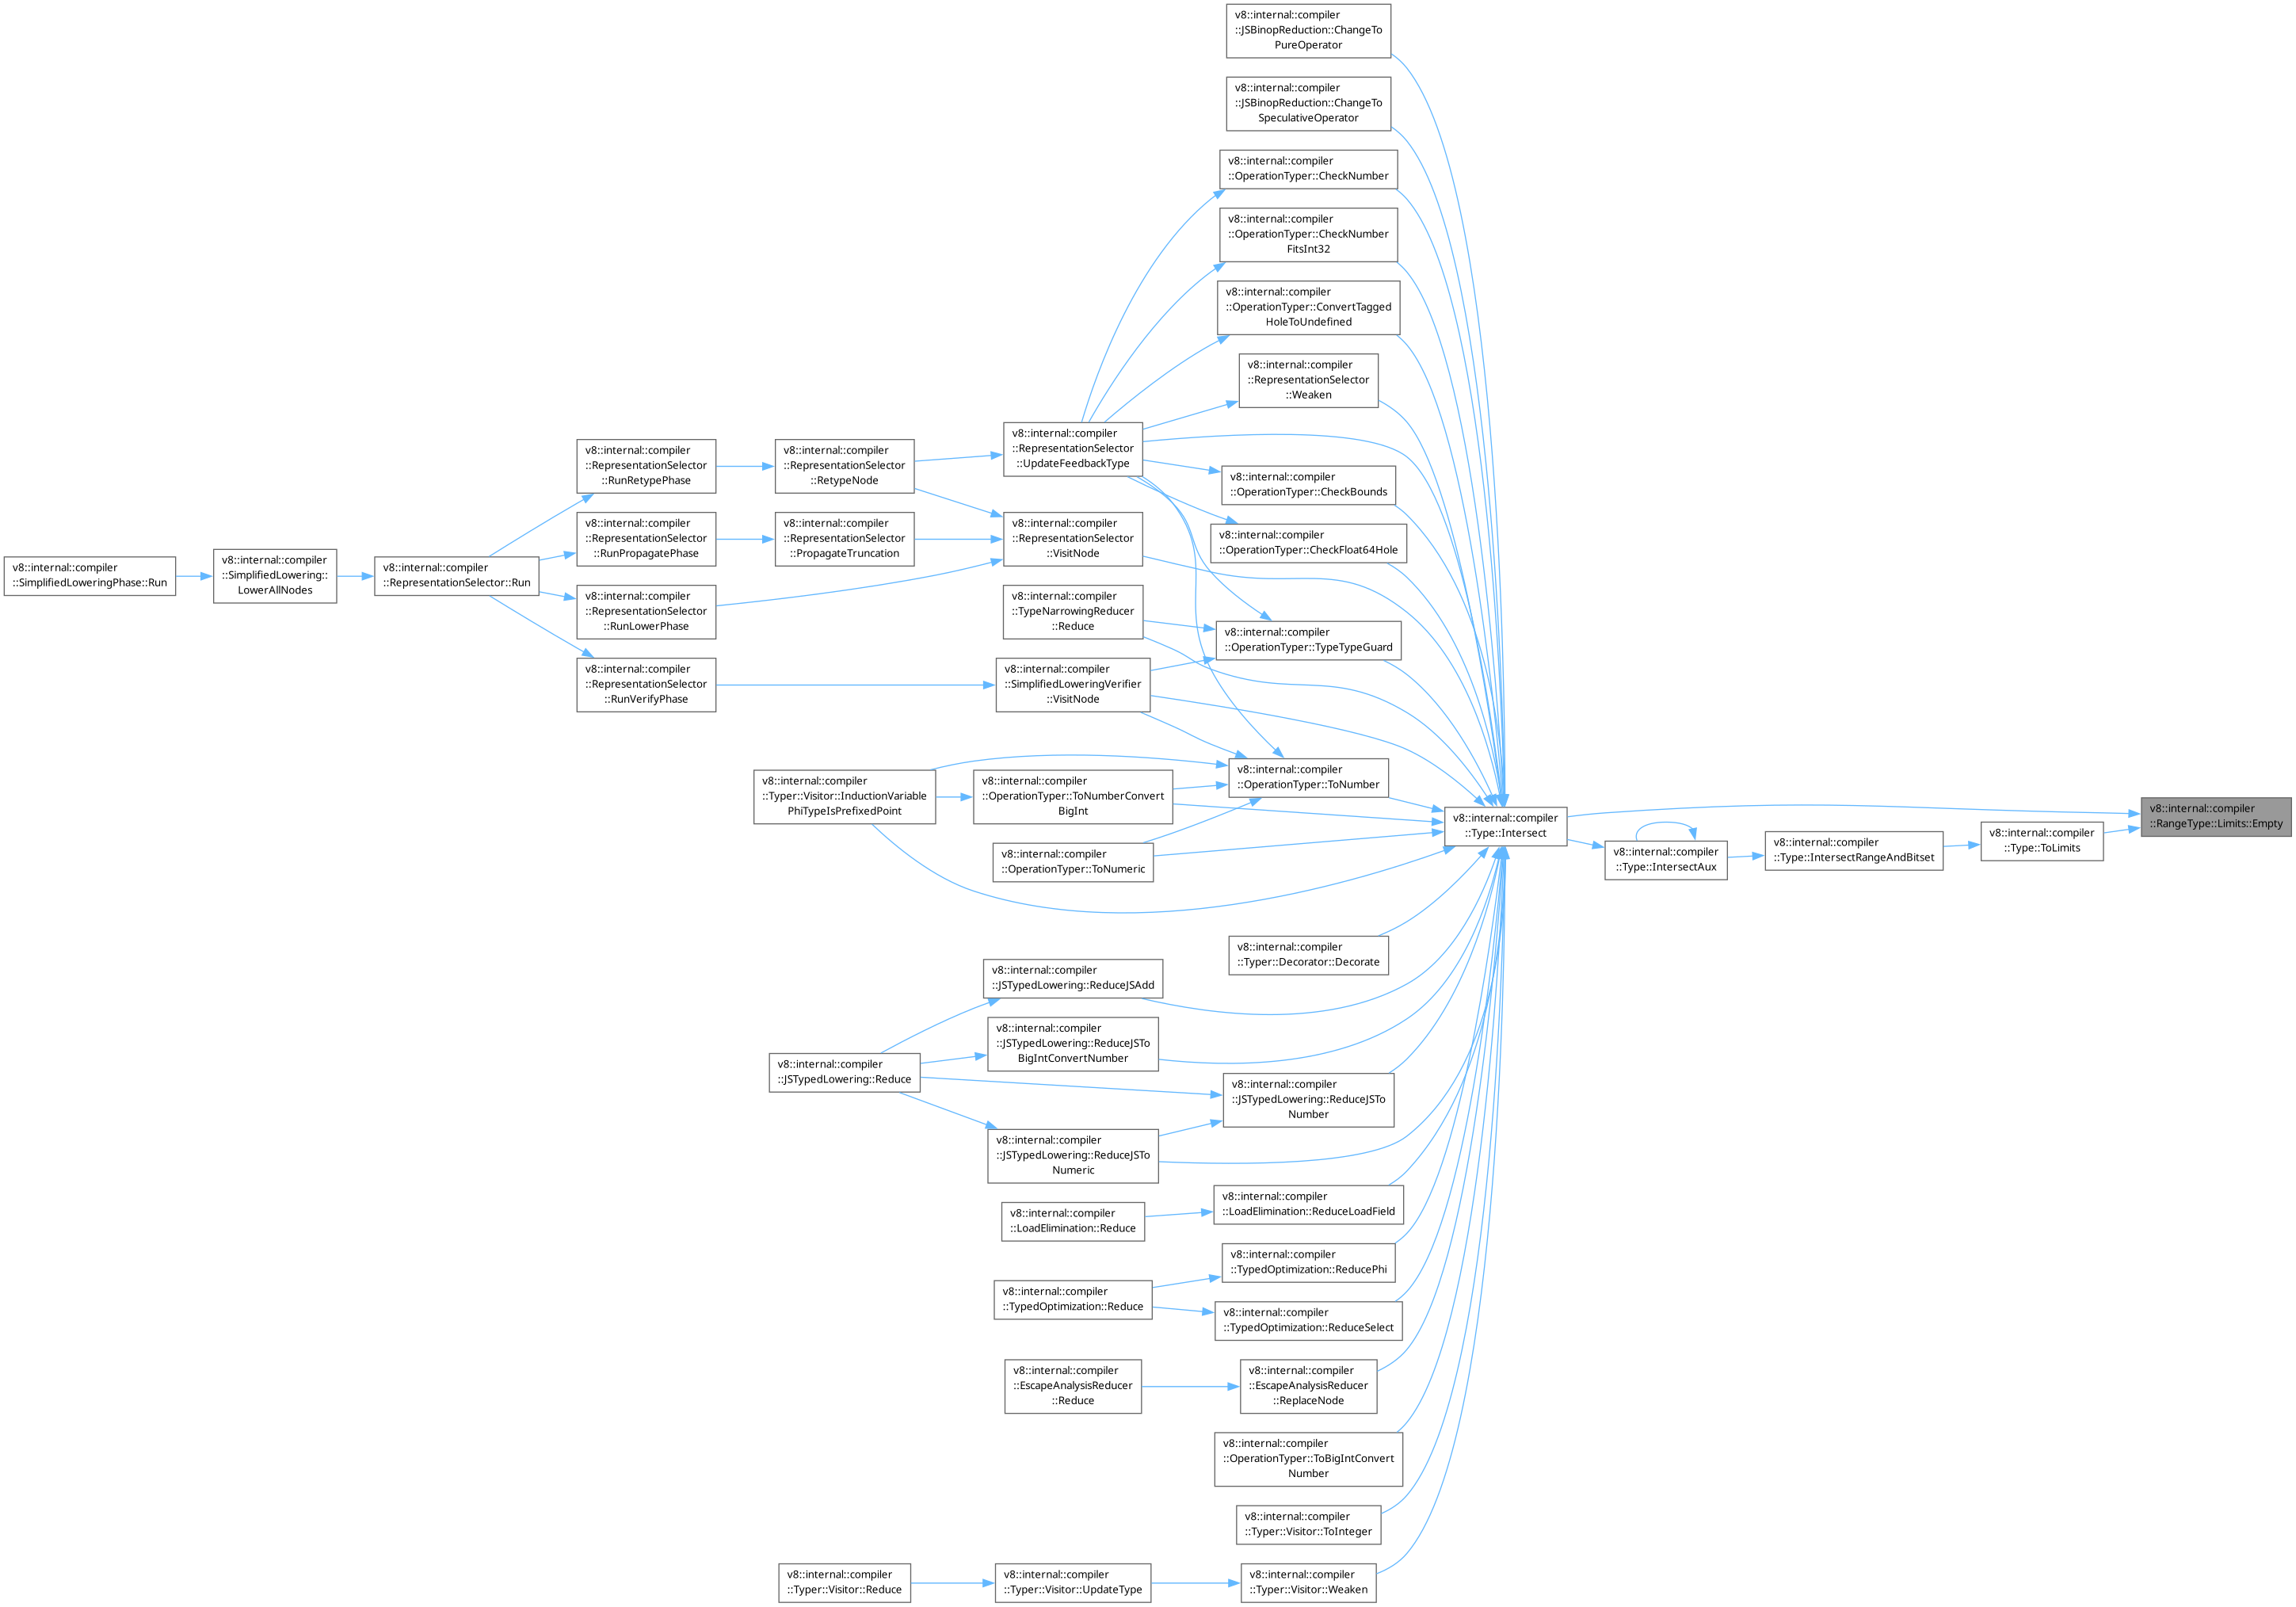 v8::internal::compiler
::JSBinopReduction::ChangeTo
PureOperator
v8::internal::compiler
::JSBinopReduction::ChangeTo
SpeculativeOperator
v8::internal::compiler
::OperationTyper::CheckNumber
v8::internal::compiler
::OperationTyper::CheckNumber
FitsInt32
v8::internal::compiler
::OperationTyper::ConvertTagged
HoleToUndefined
v8::internal::compiler
::RepresentationSelector
::Weaken
v8::internal::compiler
::RepresentationSelector
::UpdateFeedbackType
v8::internal::compiler
::RepresentationSelector
::RetypeNode
v8::internal::compiler
::RepresentationSelector
::RunRetypePhase
v8::internal::compiler
::OperationTyper::CheckBounds
v8::internal::compiler
::OperationTyper::CheckFloat64Hole
v8::internal::compiler
::RepresentationSelector
::VisitNode
v8::internal::compiler
::RepresentationSelector
::PropagateTruncation
v8::internal::compiler
::RepresentationSelector
::RunPropagatePhase
v8::internal::compiler
::RepresentationSelector::Run
v8::internal::compiler
::SimplifiedLowering::
LowerAllNodes
v8::internal::compiler
::SimplifiedLoweringPhase::Run
v8::internal::compiler
::RepresentationSelector
::RunLowerPhase
v8::internal::compiler
::TypeNarrowingReducer
::Reduce
v8::internal::compiler
::OperationTyper::TypeTypeGuard
v8::internal::compiler
::SimplifiedLoweringVerifier
::VisitNode
v8::internal::compiler
::RepresentationSelector
::RunVerifyPhase
v8::internal::compiler
::OperationTyper::ToNumber
v8::internal::compiler
::OperationTyper::ToNumberConvert
BigInt
v8::internal::compiler
::Typer::Visitor::InductionVariable
PhiTypeIsPrefixedPoint
v8::internal::compiler
::OperationTyper::ToNumeric
v8::internal::compiler
::Type::Intersect
v8::internal::compiler
::Type::IntersectAux
v8::internal::compiler
::Type::IntersectRangeAndBitset
v8::internal::compiler
::Type::ToLimits
v8::internal::compiler
::RangeType::Limits::Empty
v8::internal::compiler
::Typer::Decorator::Decorate
v8::internal::compiler
::JSTypedLowering::ReduceJSAdd
v8::internal::compiler
::JSTypedLowering::ReduceJSTo
BigIntConvertNumber
v8::internal::compiler
::JSTypedLowering::Reduce
v8::internal::compiler
::JSTypedLowering::ReduceJSTo
Number
v8::internal::compiler
::JSTypedLowering::ReduceJSTo
Numeric
v8::internal::compiler
::LoadElimination::ReduceLoadField
v8::internal::compiler
::LoadElimination::Reduce
v8::internal::compiler
::TypedOptimization::ReducePhi
v8::internal::compiler
::TypedOptimization::Reduce
v8::internal::compiler
::TypedOptimization::ReduceSelect
v8::internal::compiler
::EscapeAnalysisReducer
::Reduce
v8::internal::compiler
::EscapeAnalysisReducer
::ReplaceNode
v8::internal::compiler
::OperationTyper::ToBigIntConvert
Number
v8::internal::compiler
::Typer::Visitor::ToInteger
v8::internal::compiler
::Typer::Visitor::Reduce
v8::internal::compiler
::Typer::Visitor::UpdateType
v8::internal::compiler
::Typer::Visitor::Weaken